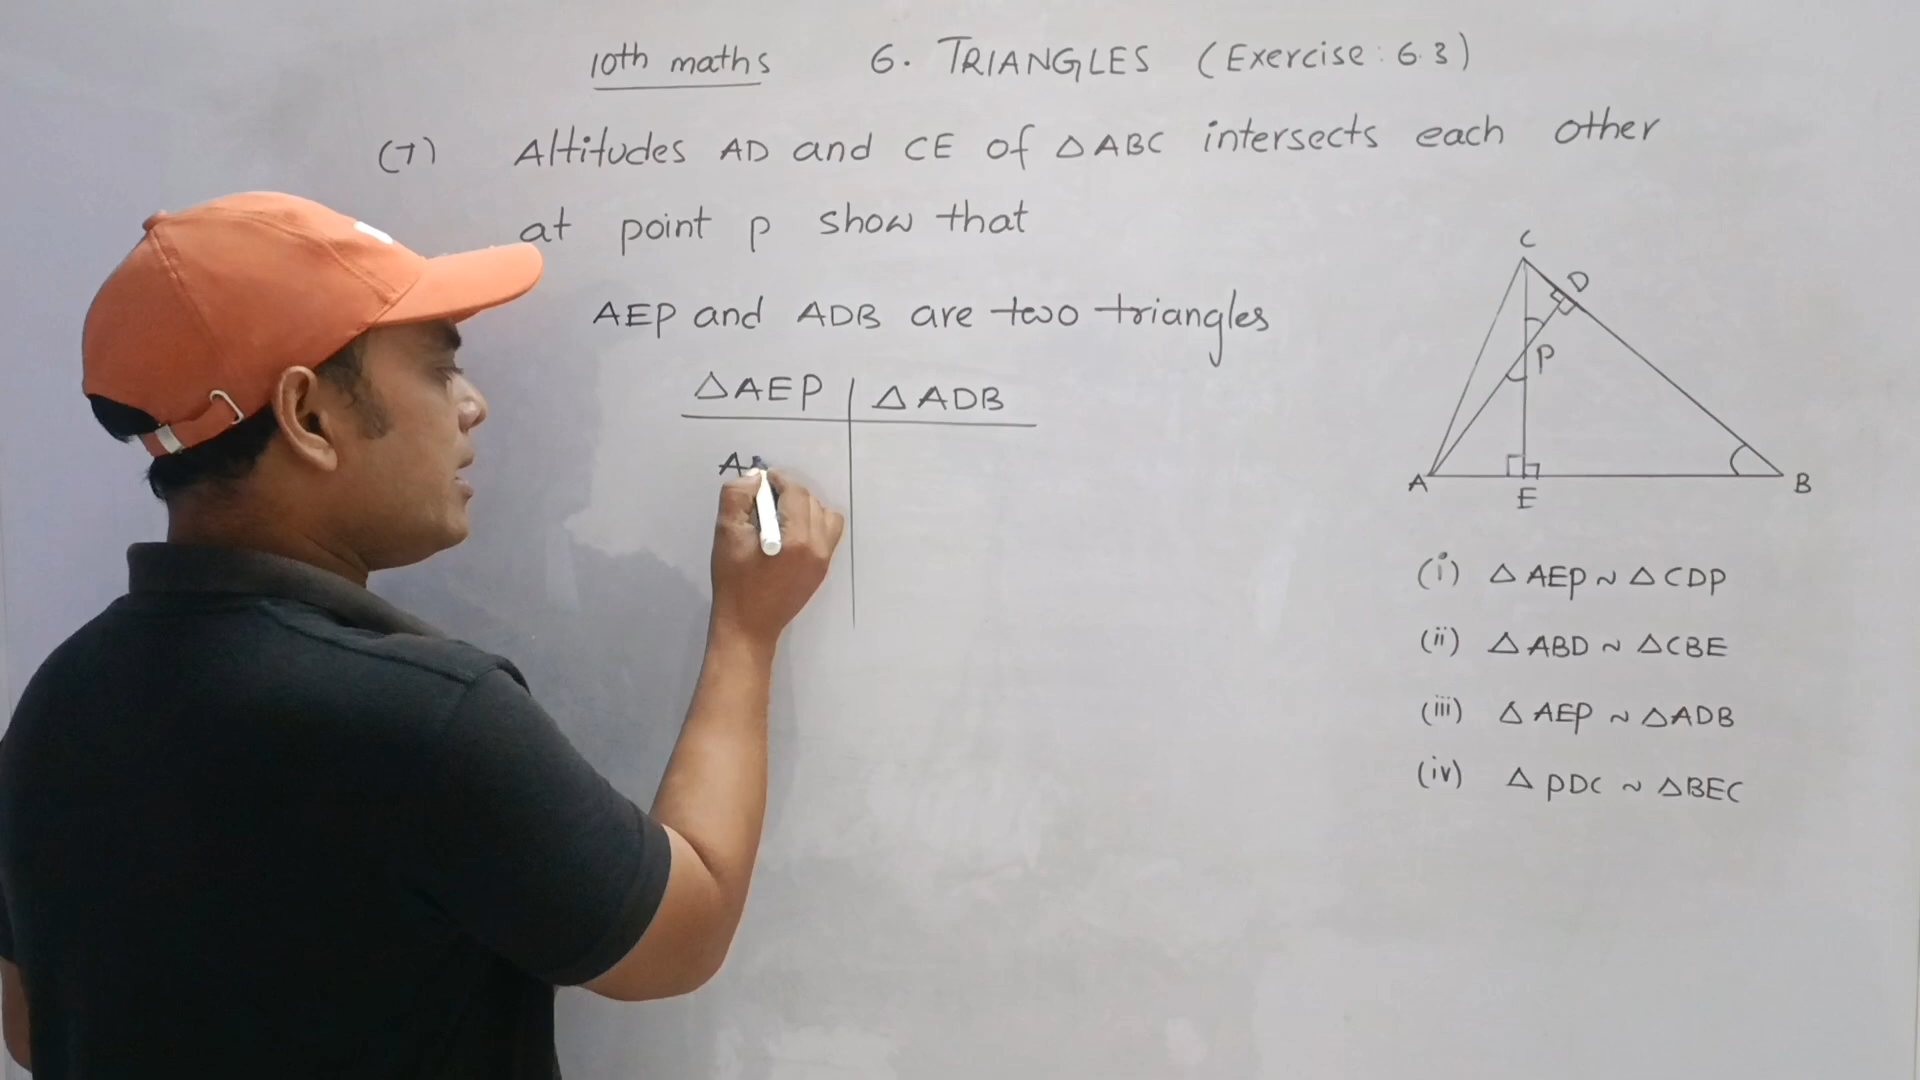 10th maths 6. TRIANGLES (Exercise: 6.3)
(7) Altitudes AD and CE of △ABC intersects each other
at point p show that
AEP and ADB are two triangles
△AEP △ADB
A
C
D
P
A
E
B
(i) △AEP ~ △CDP
(ii) △ABD ~ △CBE
(iii) △AEP ~ △ADB
(iv) △PDC ~ △BEC